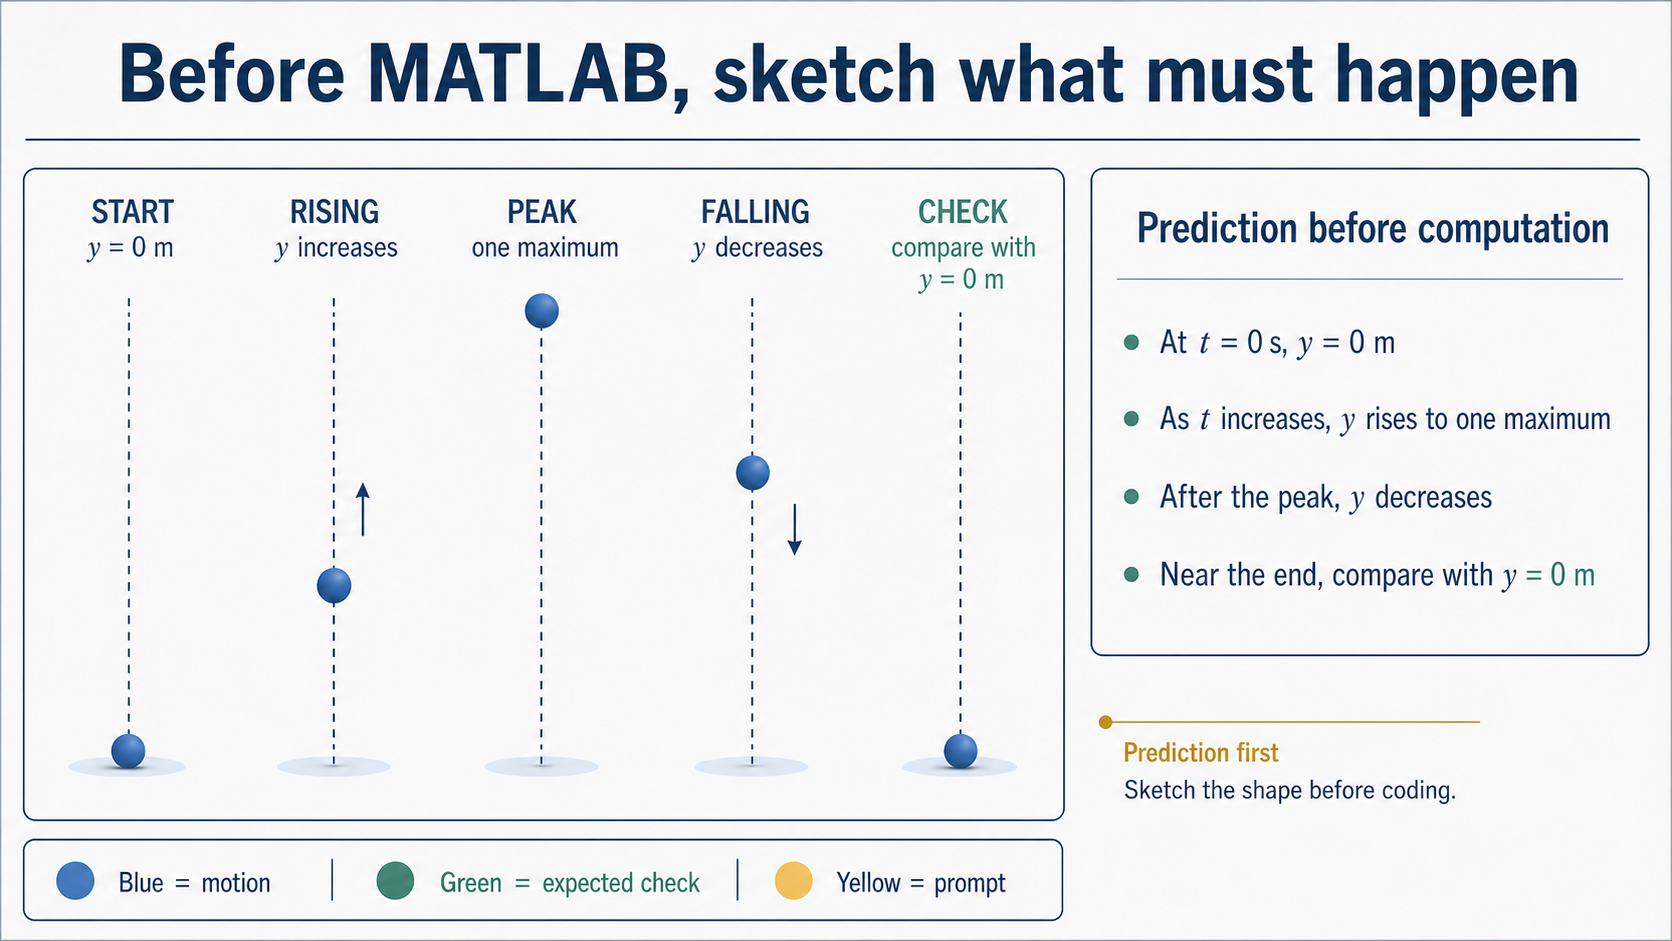 Before MATLAB, sketch what must happen
START
y = 0 m
RISING
y increases
PEAK
one maximum
FALLING
y decreases
CHECK
compare with
y = 0 m
Prediction before computation
At t = 0 s, y = 0 m
As t increases, y rises to one maximum
After the peak, y decreases
Near the end, compare with y = 0 m
Prediction first
Sketch the shape before coding.
Blue = motion
Green = expected check
Yellow = prompt